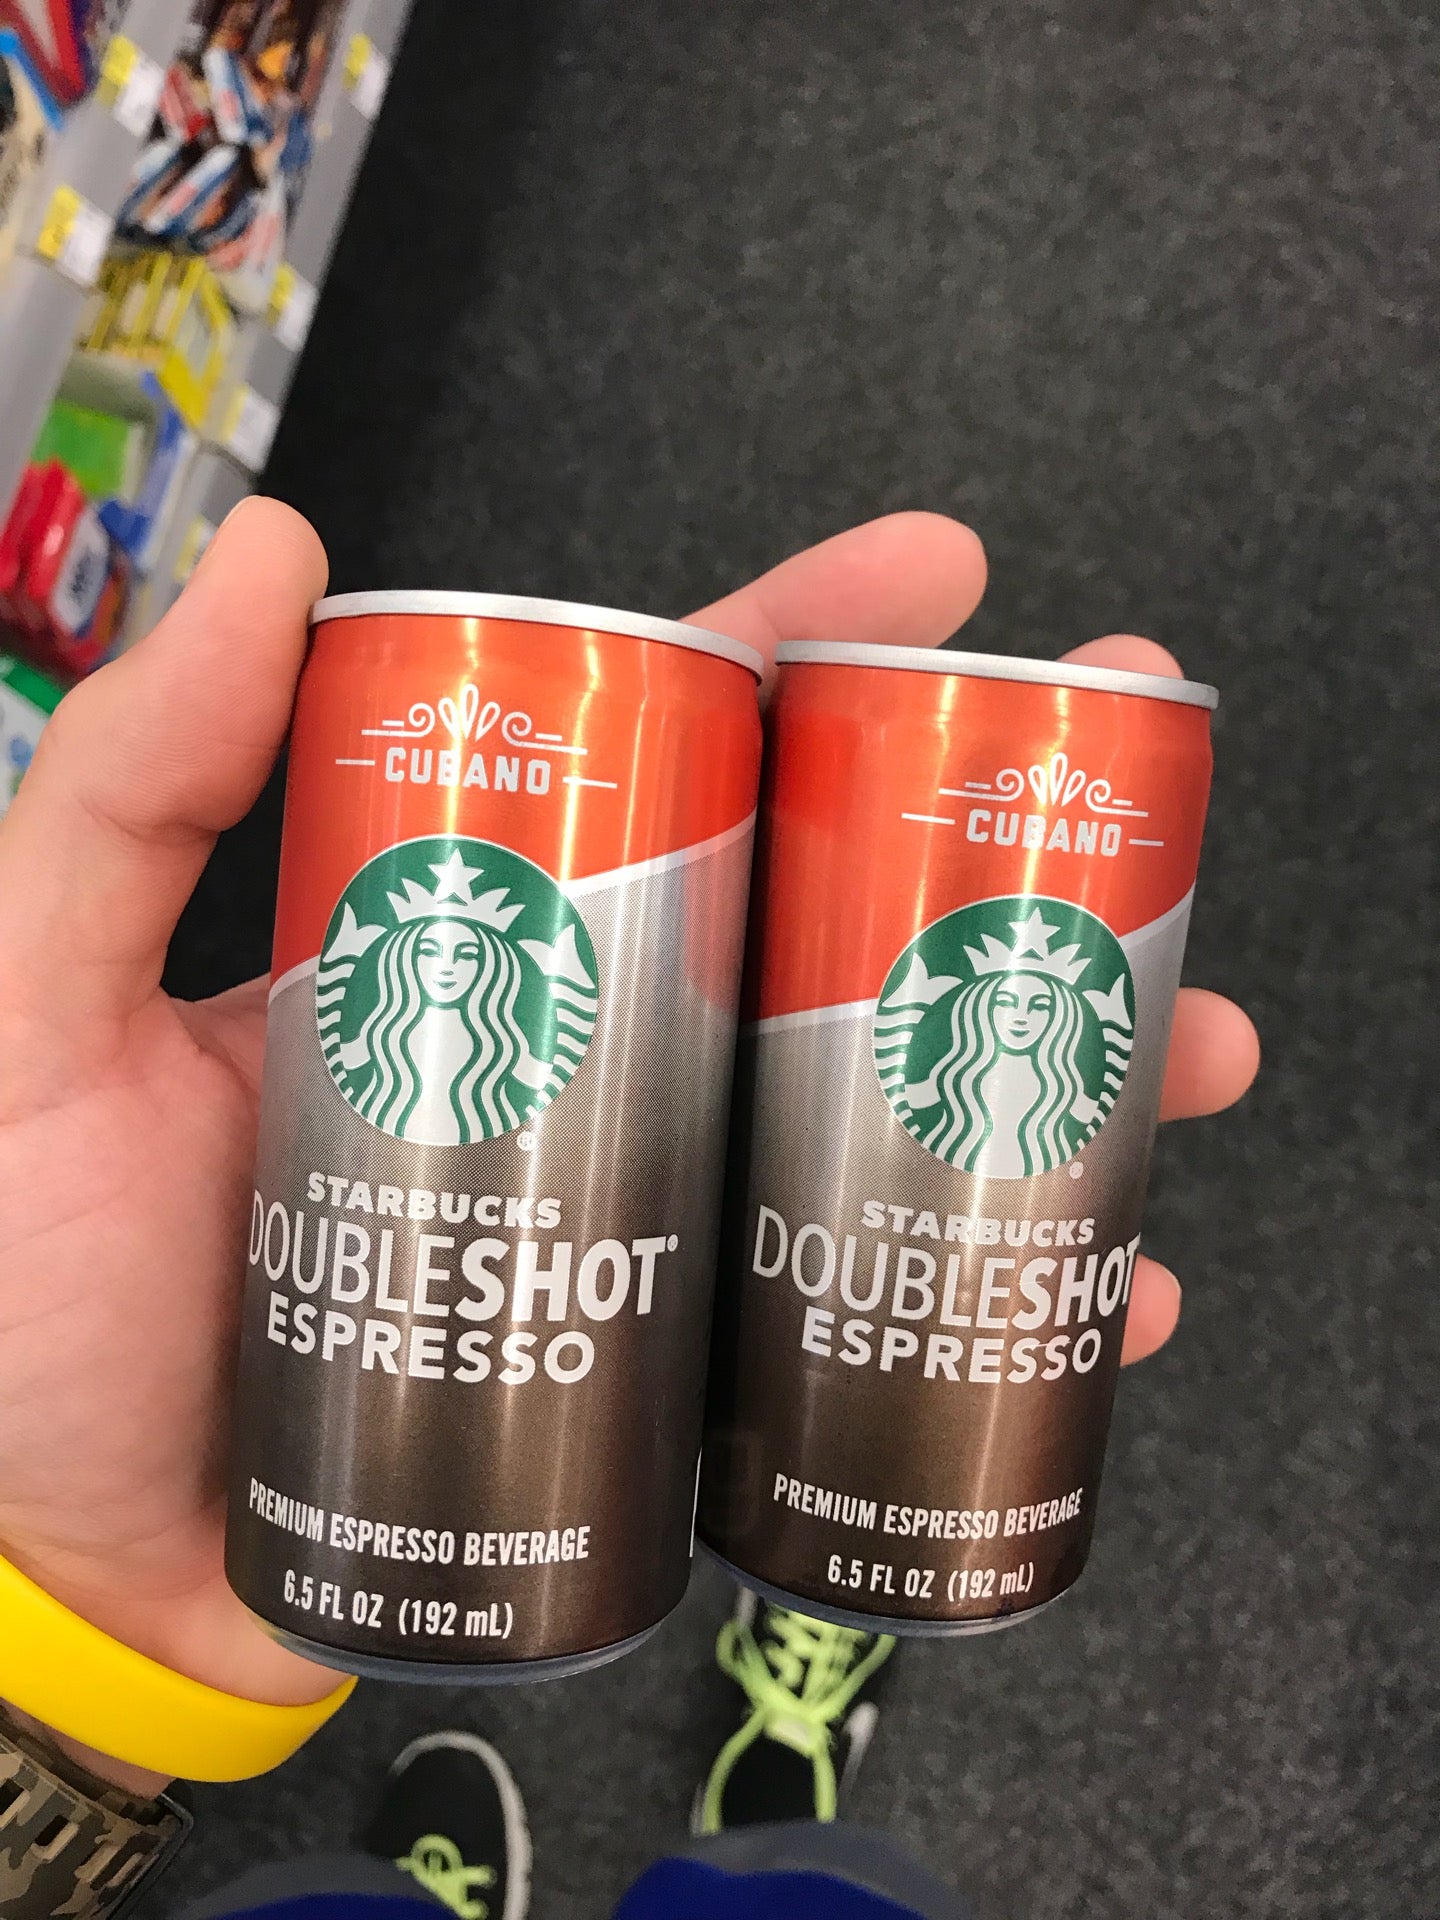 CUBANO
STARBUCKS
DOUBLESHOT®
ESPRESSO
PREMIUM ESPRESSO BEVERAGE
6.5 FL OZ (192 mL)
CUBANO
STARBUCKS
DOUBLESHOT
ESPRESSO
PREMIUM ESPRESSO BEVERAGE
6.5 FL OZ (192 mL)